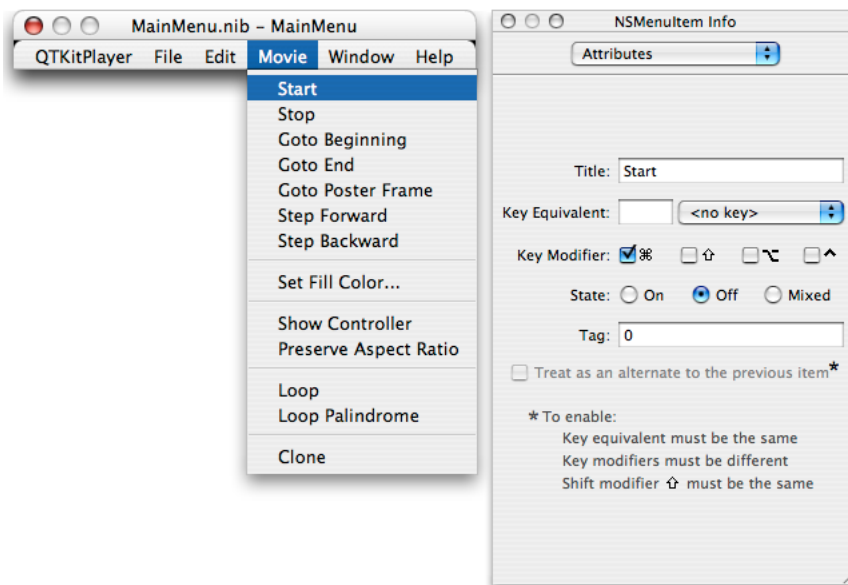 MainMenu.nib – MainMenu
QTKitPlayer File Edit Movie Window Help
Start
Stop
Goto Beginning
Goto End
Goto Poster Frame
Step Forward
Step Backward
Set Fill Color...
Show Controller
Preserve Aspect Ratio
Loop
Loop Palindrome
Clone
NSMenuItem Info
Attributes
Title: Start
Key Equivalent: <no key>
Key Modifier: ⌘ ⇧ ⌥ ^
State: On Off Mixed
Tag: 0
Treat as an alternate to the previous item*
* To enable:
Key equivalent must be the same
Key modifiers must be different
Shift modifier ⇧ must be the same